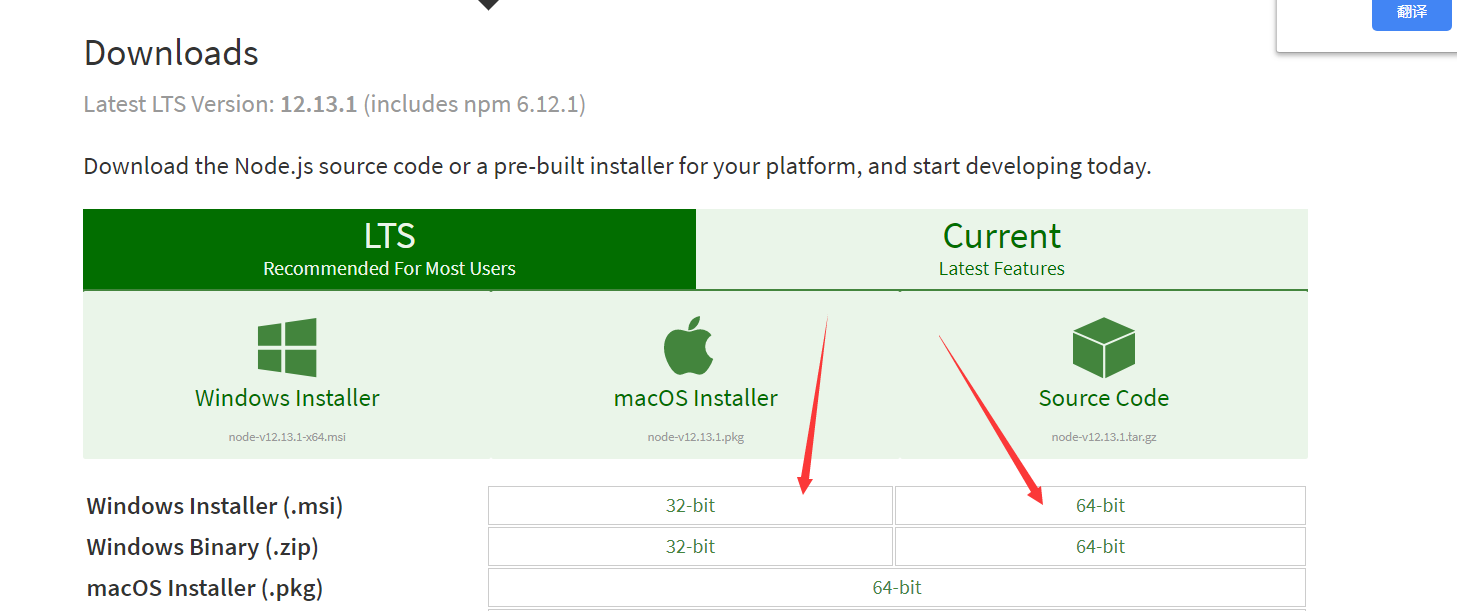 翻译
Downloads
Latest LTS Version: 12.13.1 (includes npm 6.12.1)
Download the Node.js source code or a pre-built installer for your platform, and start developing today.
LTS
Recommended For Most Users
Current
Latest Features
Windows Installer
node-v12.13.1-x64.msi
macOS Installer
node-v12.13.1.pkg
Source Code
node-v12.13.1.tar.gz
Windows Installer (.msi) 32-bit 64-bit
Windows Binary (.zip) 32-bit 64-bit
macOS Installer (.pkg) 64-bit